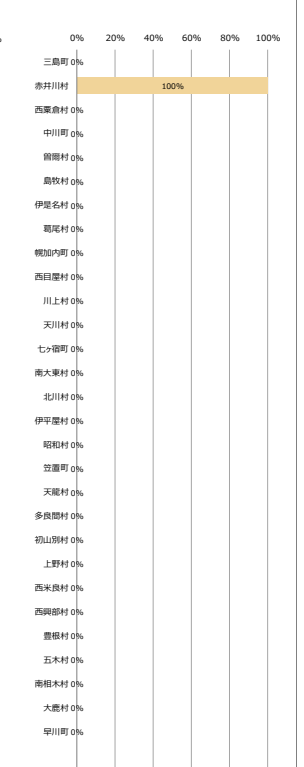 %
0% 20% 40% 60% 80% 100%
三島町 0%
赤井川村 100%
西粟倉村 0%
中川町 0%
曽爾村 0%
島牧村 0%
伊是名村 0%
葛尾村 0%
幌加内町 0%
西目屋村 0%
川上村 0%
天川村 0%
七ヶ宿町 0%
南大東村 0%
北川村 0%
伊平屋村 0%
昭和村 0%
笠置町 0%
天龍村 0%
多良間村 0%
初山別村 0%
上野村 0%
西米良村 0%
西興部村 0%
豊根村 0%
五木村 0%
南相木村 0%
大鹿村 0%
早川町 0%